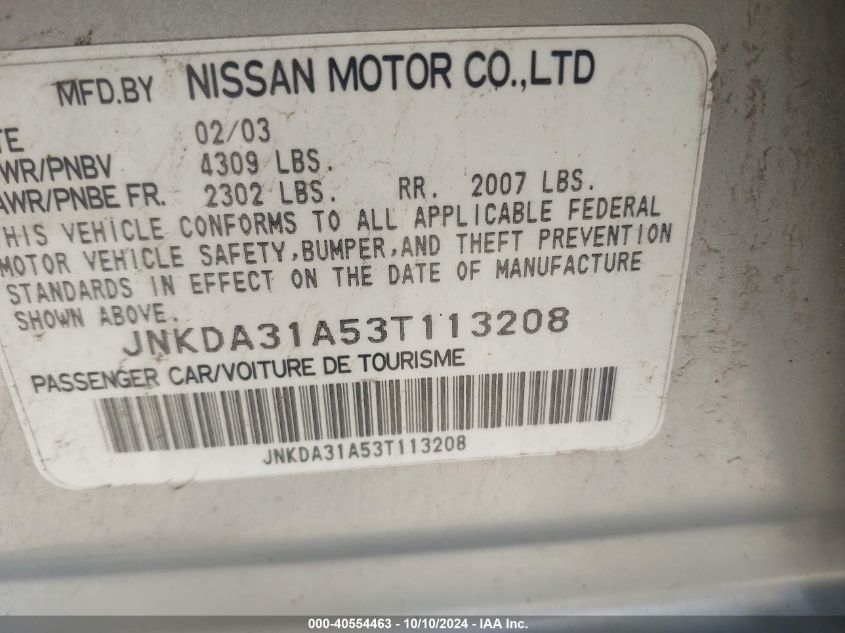 MFD.BY NISSAN MOTOR CO.,LTD
TE 02/03
WR/PNBV 4309 LBS.
AWR/PNBE FR. 2302 LBS. RR. 2007 LBS.
HIS VEHICLE CONFORMS TO ALL APPLICABLE FEDERAL
MOTOR VEHICLE SAFETY,BUMPER,AND THEFT PREVENTION
STANDARDS IN EFFECT ON THE DATE OF MANUFACTURE
SHOWN ABOVE.
JNKDA31A53T113208
PASSENGER CAR/VOITURE DE TOURISME
JNKDA31A53T113208
000-40554463 - 10/10/2024 - IAA Inc.